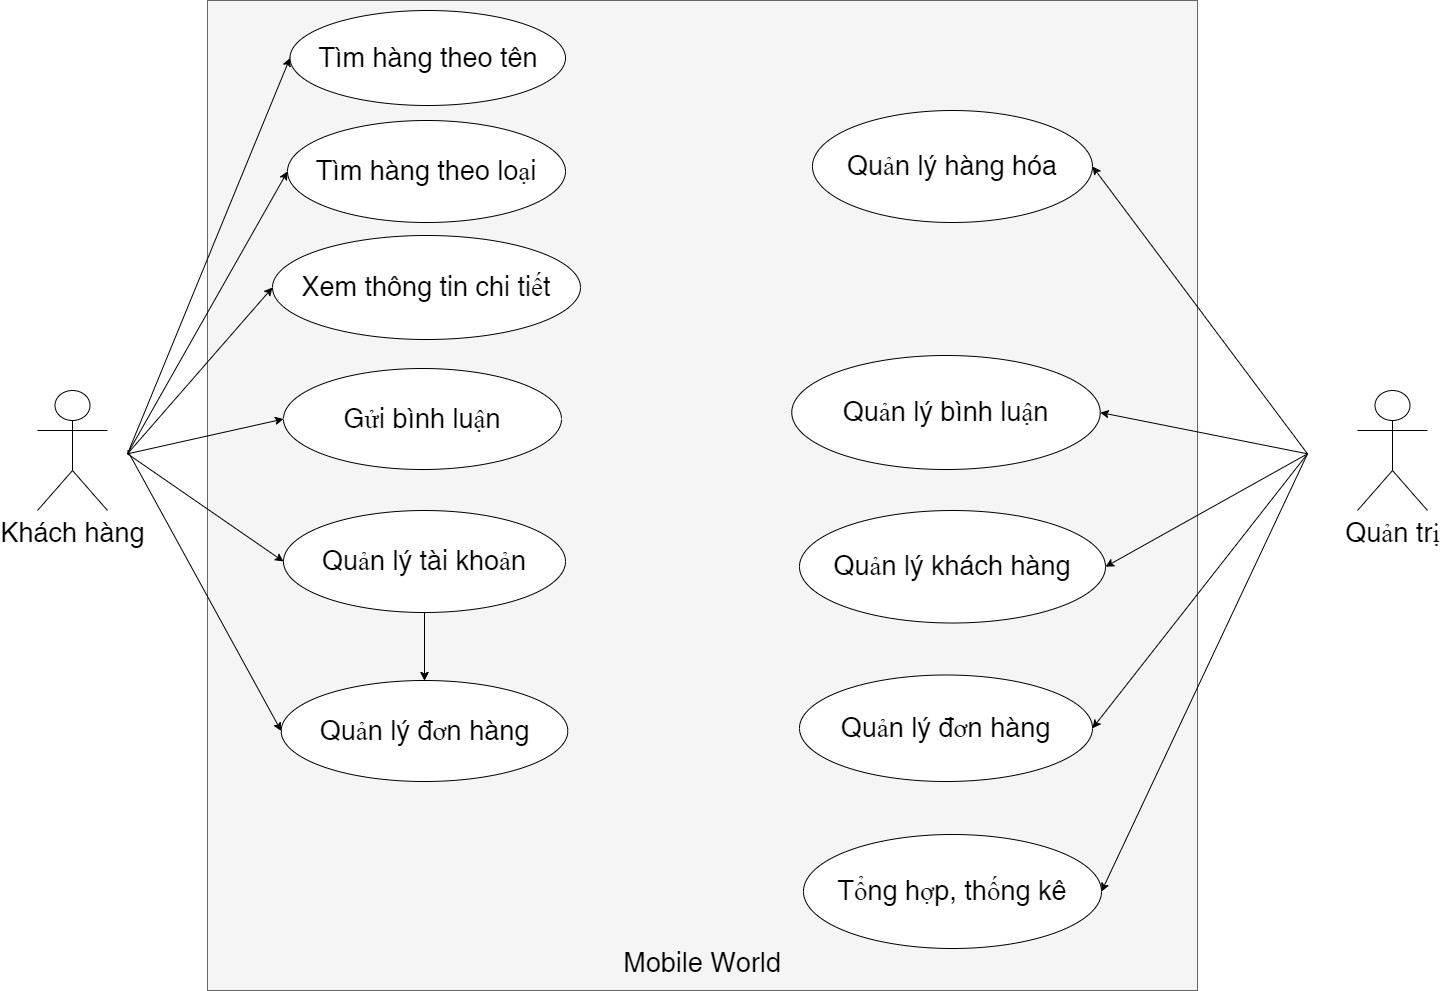 Tìm hàng theo tên
Tìm hàng theo loại
Xem thông tin chi tiết
Gửi bình luận
Quản lý tài khoản
Quản lý đơn hàng
Khách hàng
Quản lý hàng hóa
Quản lý bình luận
Quản lý khách hàng
Quản lý đơn hàng
Tổng hợp, thống kê
Quản trị
Mobile World